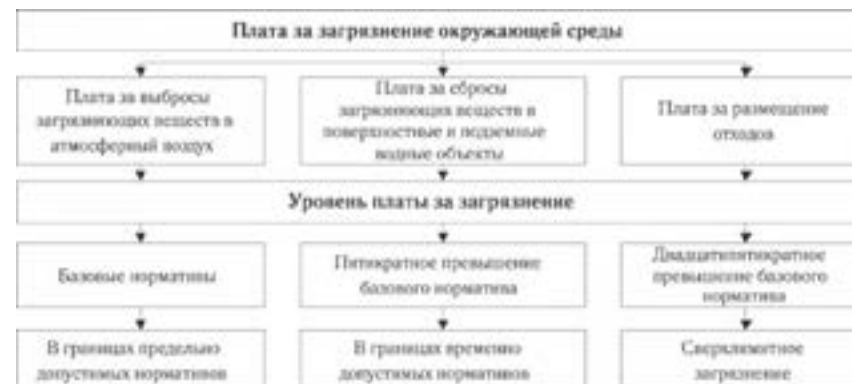 Плата за загрязнение окружающей среды
Плата за выбросы
загрязняющих веществ в
атмосферный воздух
Плата за сбросы
загрязняющих веществ в
поверхностные и подземные
водные объекты
Плата за размещение
отходов
Уровень платы за загрязнение
Базовые нормативы
Пятикратное превышение
базового норматива
Двадцатипятикратное
превышение базового
норматива
В границах предельно
допустимых нормативов
В границах временно
допустимых нормативов
Сверхлимитное
загрязнение